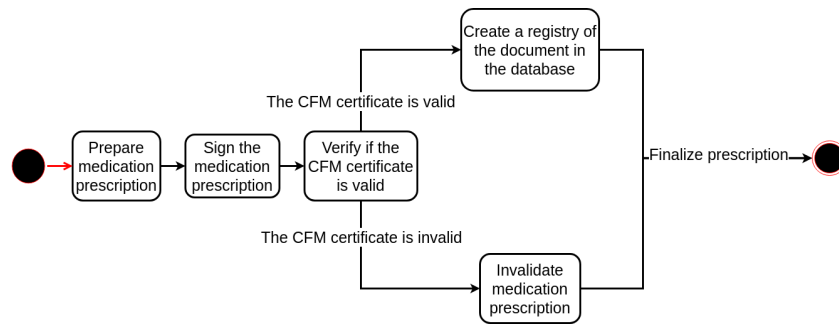 Create a registry of
the document in
the database
The CFM certificate is valid
Prepare
medication
prescription
Sign the
medication
prescription
Verify if the
CFM certificate
is valid
Finalize prescription
The CFM certificate is invalid
Invalidate
medication
prescription